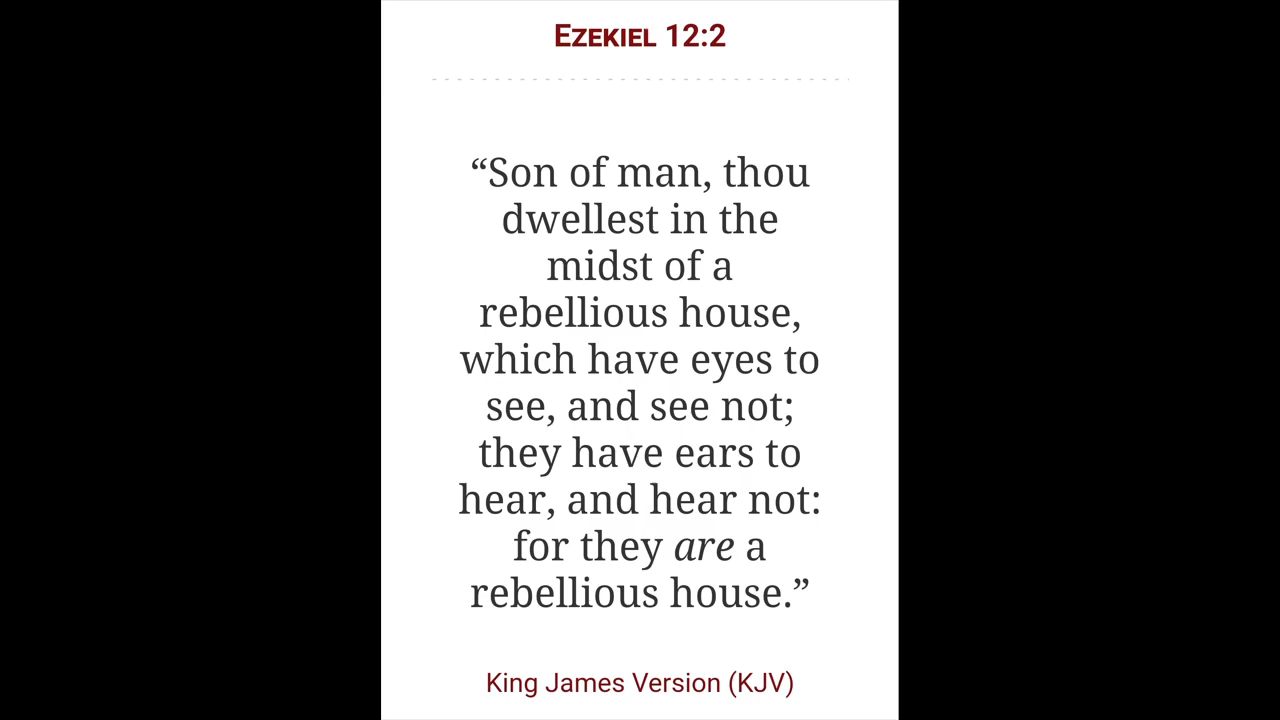 Ezekiel 12:2
“Son of man, thou
dwellest in the
midst of a
rebellious house,
which have eyes to
see, and see not;
they have ears to
hear, and hear not:
for they are a
rebellious house.”
King James Version (KJV)